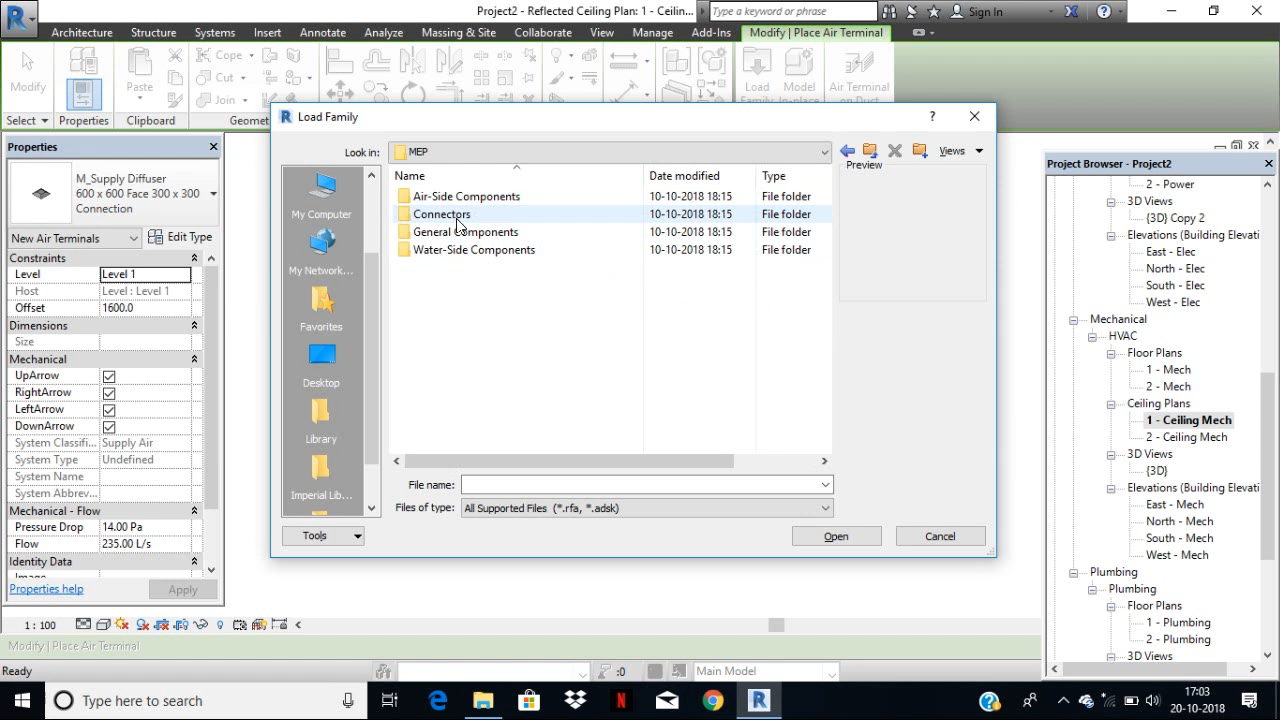 Project2 - Reflected Ceiling Plan: 1 - Ceilin...
Type a keyword or phrase
Sign In
Architecture Structure Systems Insert Annotate Analyze Massing & Site Collaborate View Manage Add-Ins Modify | Place Air Terminal
Modify
Paste
Cope
Cut
Join
Load
Family
Model
In-place
Air Terminal
on Duct
Select Properties Clipboard Geomet
Properties
M_Supply Diffuser
600 x 600 Face 300 x 300
Connection
New Air Terminals Edit Type
Constraints
Level Level 1
Host Level : Level 1
Offset 1600.0
Dimensions
Size
Mechanical
UpArrow
RightArrow
LeftArrow
DownArrow
System Classifi... Supply Air
System Type Undefined
System Name
System Abbrev...
Mechanical - Flow
Pressure Drop 14.00 Pa
Flow 235.00 L/s
Identity Data
Image
Properties help Apply
Load Family
Look in: MEP
Views
Preview
My Computer
My Network...
Favorites
Desktop
Library
Imperial Lib...
Name Date modified Type
Air-Side Components 10-10-2018 18:15 File folder
Connectors 10-10-2018 18:15 File folder
General Components 10-10-2018 18:15 File folder
Water-Side Components 10-10-2018 18:15 File folder
File name:
Files of type: All Supported Files (*.rfa, *.adsk)
Tools Open Cancel
Project Browser - Project2
2 - Power
3D Views
{3D} Copy 2
Elevations (Building Elevati
East - Elec
North - Elec
South - Elec
West - Elec
Mechanical
HVAC
Floor Plans
1 - Mech
2 - Mech
Ceiling Plans
1 - Ceiling Mech
2 - Ceiling Mech
3D Views
{3D}
Elevations (Building Elevati
East - Mech
North - Mech
South - Mech
West - Mech
Plumbing
Plumbing
Floor Plans
1 - Plumbing
2 - Plumbing
3D Views
1 : 100
Modify | Place Air Terminal
Ready
:0
Main Model
Type here to search
17:03
20-10-2018